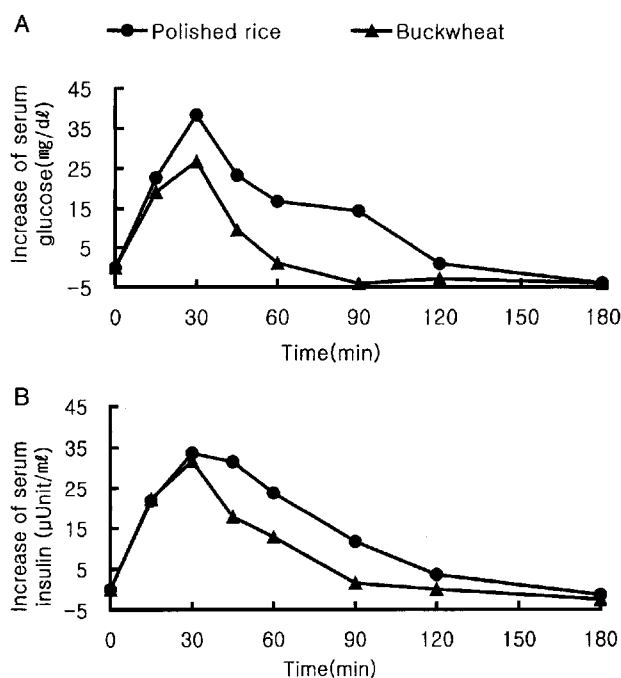 A
Polished rice
Buckwheat
Increase of serum
glucose(㎎/㎗)
45
35
25
15
5
-5
0
30
60
90
120
150
180
Time(min)
B
Increase of serum
insulin (μUnit/㎖)
45
35
25
15
5
-5
0
30
60
90
120
150
180
Time(min)